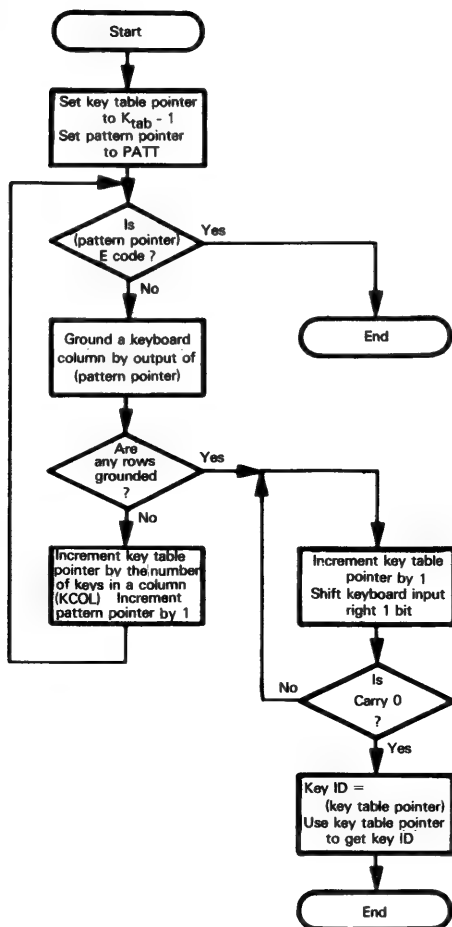 Start
Set key table pointer
to Ktab - 1
Set pattern pointer
to PATT
Is
(pattern pointer)
E code ?
Yes
No
End
Ground a keyboard
column by output of
(pattern pointer)
Are
any rows
grounded
?
Yes
No
Increment key table
pointer by the number
of keys in a column
(KCOL) Increment
pattern pointer by 1
Increment key table
pointer by 1
Shift keyboard input
right 1 bit
Is
Carry 0
?
No
Yes
Key ID =
(key table pointer)
Use key table pointer
to get key ID
End